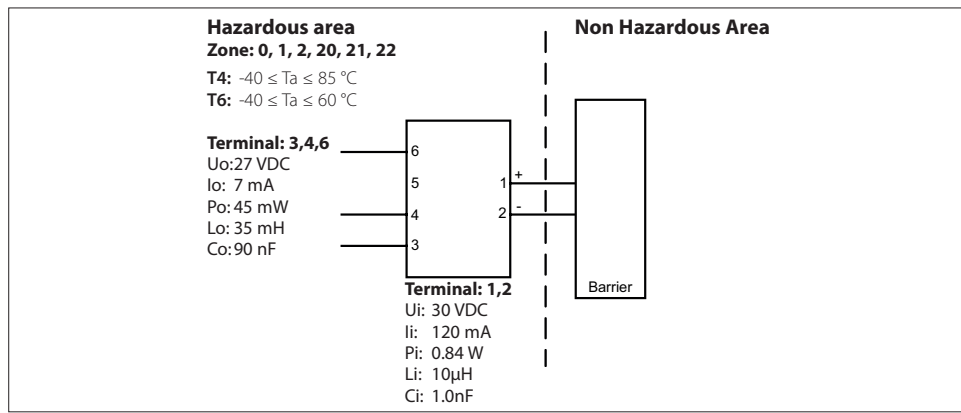 Hazardous area
Zone: 0, 1, 2, 20, 21, 22
T4: -40 ≤ Ta ≤ 85 °C
T6: -40 ≤ Ta ≤ 60 °C
Terminal: 3,4,6
Uo:27 VDC
Io: 7 mA
Po: 45 mW
Lo: 35 mH
Co: 90 nF
6
5
4
3
1
+
2
-
Terminal: 1,2
Ui: 30 VDC
Ii: 120 mA
Pi: 0.84 W
Li: 10µH
Ci: 1.0nF
Non Hazardous Area
Barrier